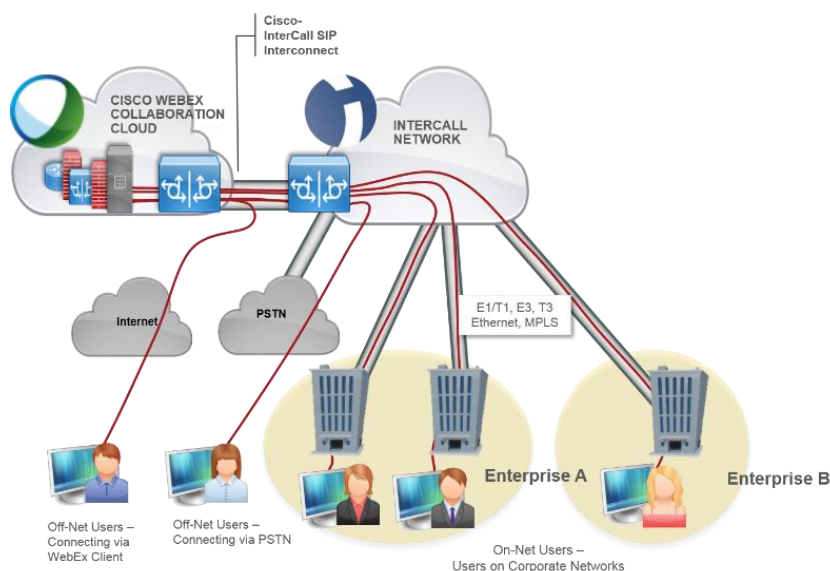 Cisco-
InterCall SIP
Interconnect
CISCO WEBEX
COLLABORATION
CLOUD
INTERCALL
NETWORK
Internet
PSTN
E1/T1, E3, T3
Ethernet, MPLS
Enterprise A
Enterprise B
Off-Net Users –
Connecting via
WebEx Client
Off-Net Users –
Connecting via PSTN
On-Net Users –
Users on Corporate Networks